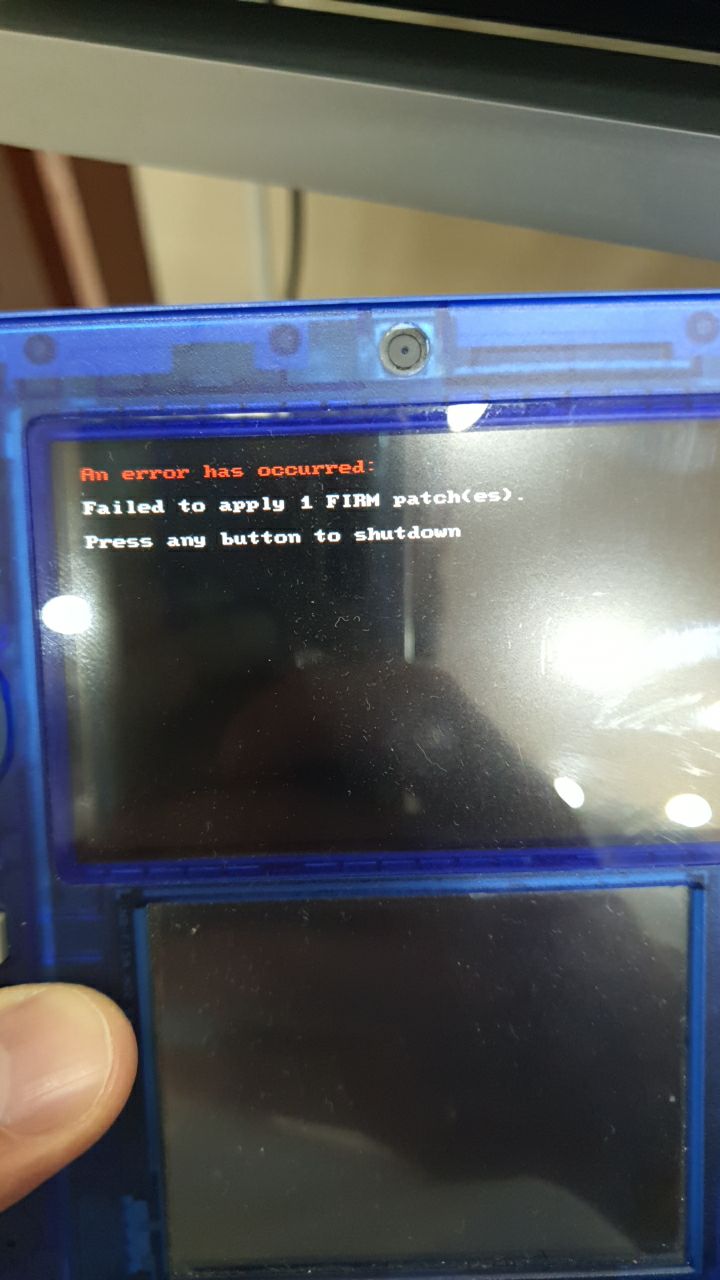 An error has occurred:
Failed to apply 1 FIRM patch(es).
Press any button to shutdown